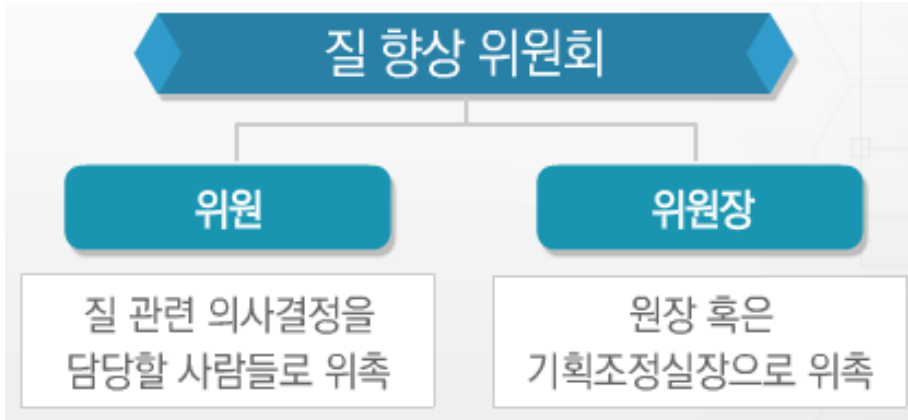 질 향상 위원회
위원
질 관련 의사결정을
담당할 사람들로 위촉
위원장
원장 혹은
기획조정실장으로 위촉